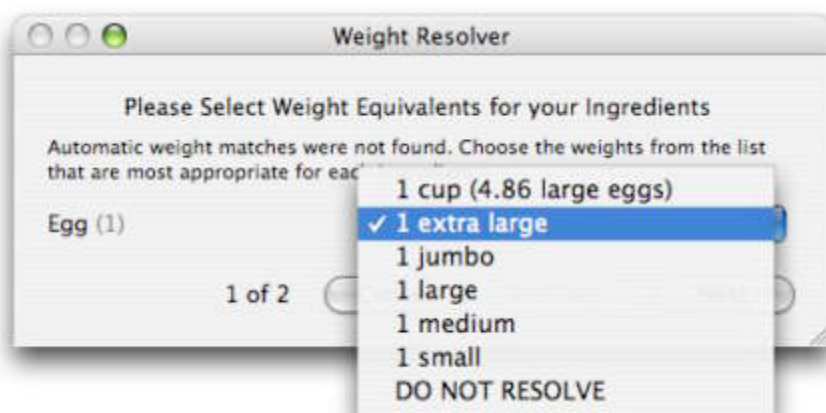 Weight Resolver
Please Select Weight Equivalents for your Ingredients
Automatic weight matches were not found. Choose the weights from the list
that are most appropriate for each
Egg (1)
1 cup (4.86 large eggs)
✓ 1 extra large
1 jumbo
1 large
1 medium
1 small
DO NOT RESOLVE
1 of 2